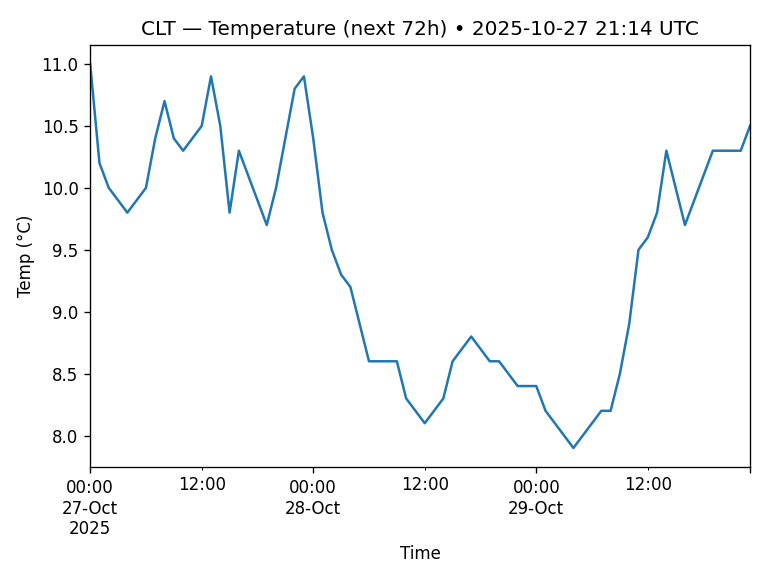 CLT — Temperature (next 72h) • 2025-10-27 21:14 UTC
11.0
10.5
10.0
9.5
9.0
8.5
8.0
Temp (°C)
00:00 12:00 00:00 12:00 00:00 12:00
27-Oct 28-Oct 29-Oct
2025
Time